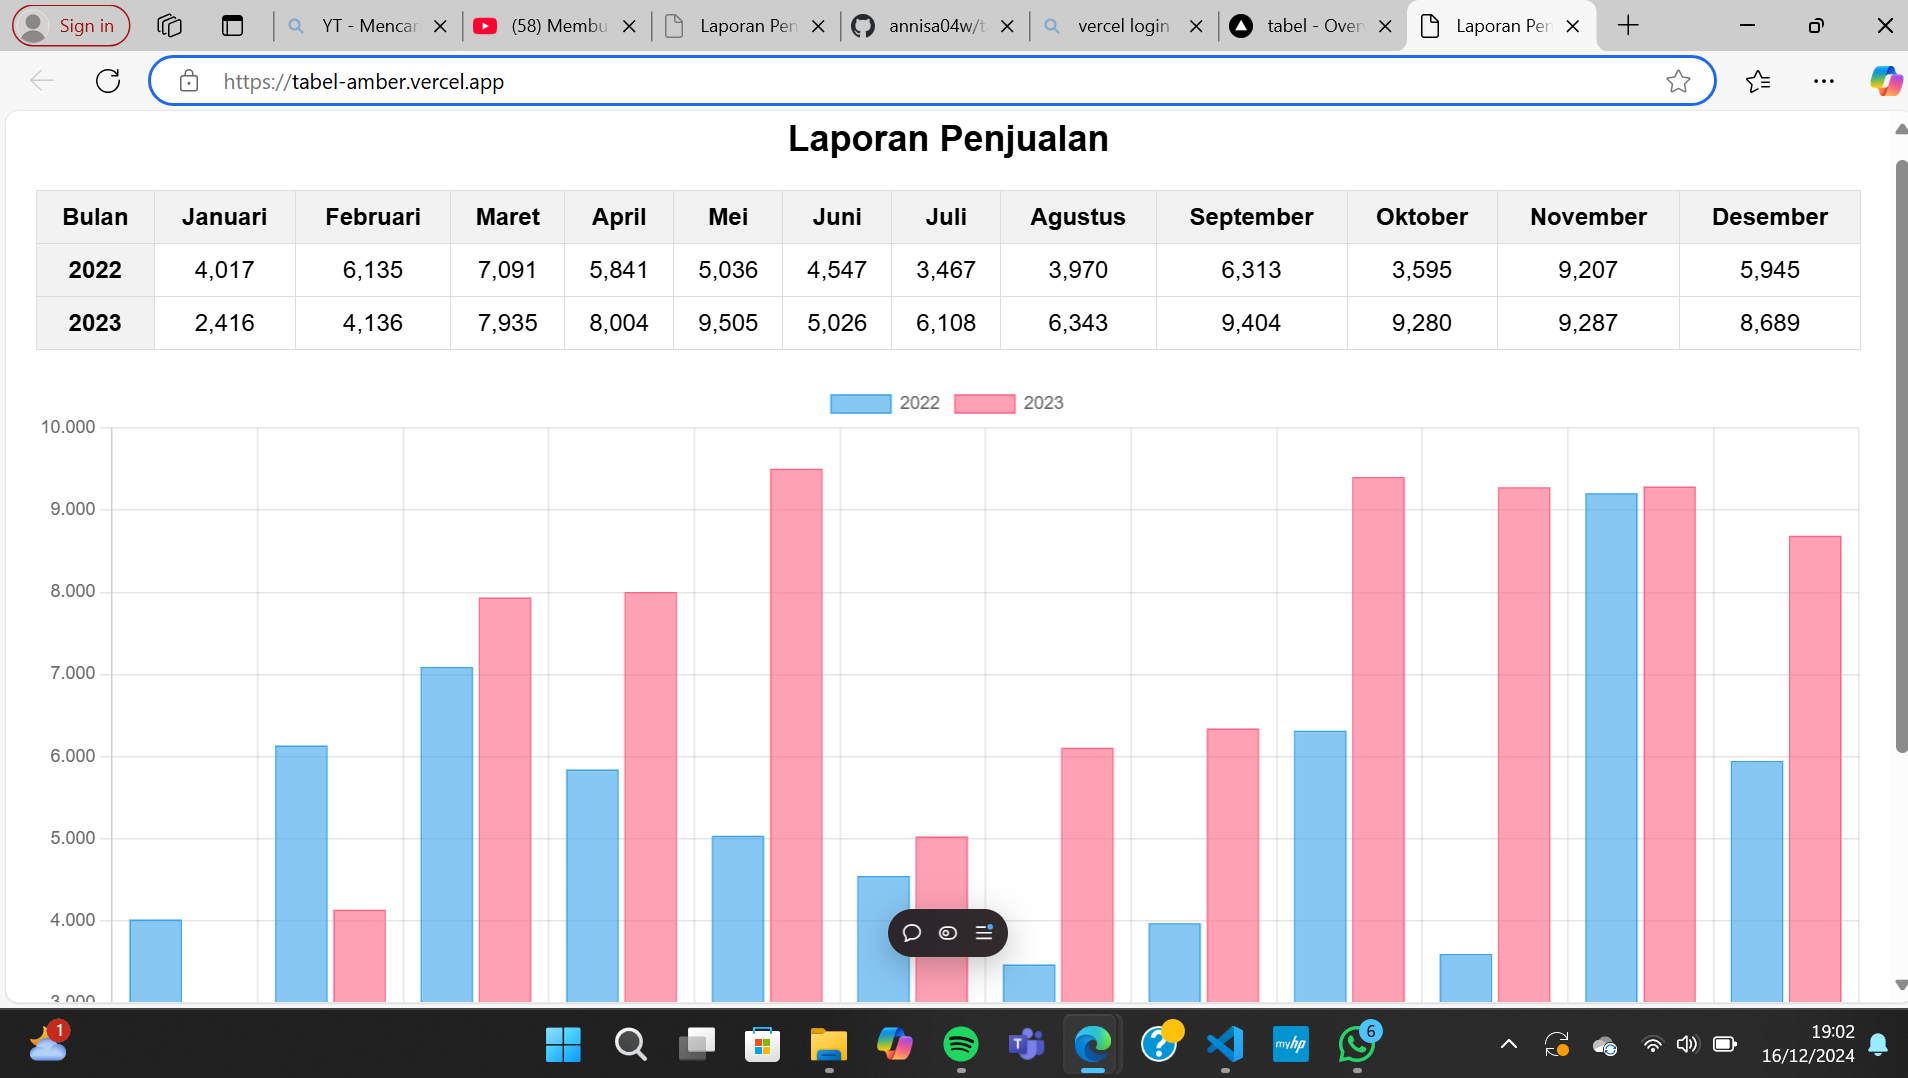 Sign in
YT - Mencar
(58) Membu
Laporan Pen
annisa04w/t
vercel login
tabel - Over
Laporan Pen
https://tabel-amber.vercel.app
Laporan Penjualan
Bulan Januari Februari Maret April Mei Juni Juli Agustus September Oktober November Desember
2022 4,017 6,135 7,091 5,841 5,036 4,547 3,467 3,970 6,313 3,595 9,207 5,945
2023 2,416 4,136 7,935 8,004 9,505 5,026 6,108 6,343 9,404 9,280 9,287 8,689
2022 2023
10.000
9.000
8.000
7.000
6.000
5.000
4.000
3.000
1
T
?
myhp
6
19:02
16/12/2024